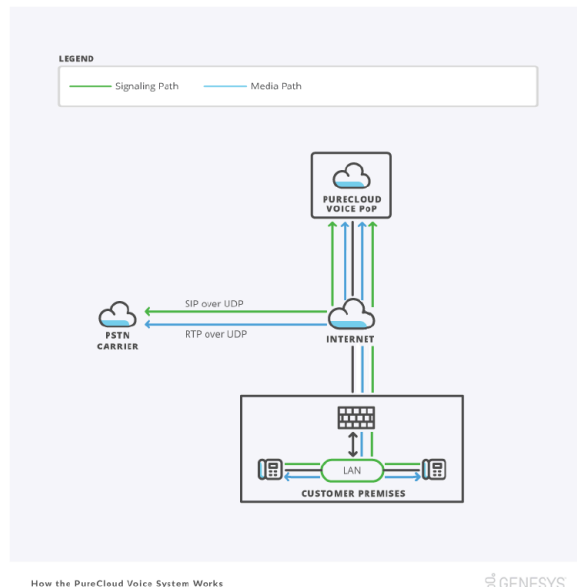 LEGEND
Signaling Path
Media Path
PURECLOUD
VOICE PoP
SIP over UDP
RTP over UDP
PSTN
CARRIER
INTERNET
LAN
CUSTOMER PREMISES
How the PureCloud Voice System Works
GENESYS